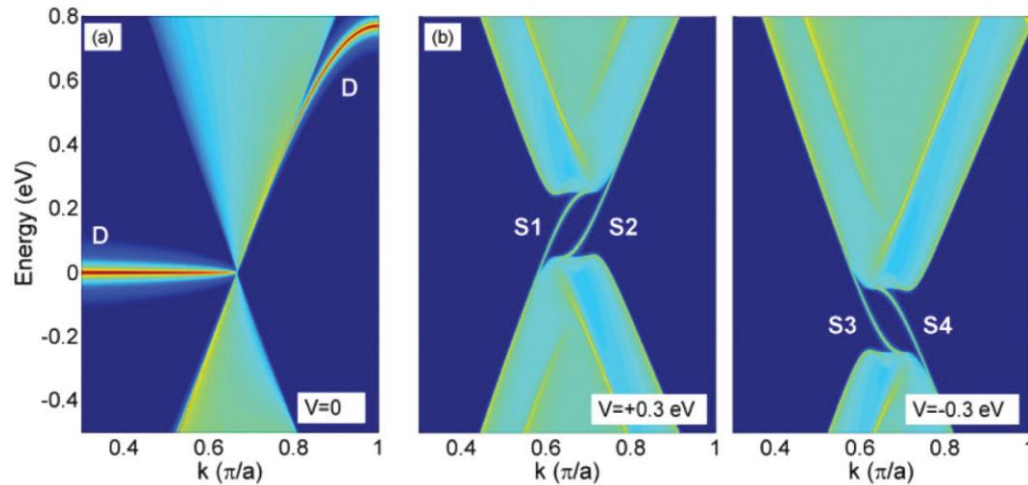 (a)
(b)
D
D
S1
S2
S3
S4
V=0
V=+0.3 eV
V=-0.3 eV
Energy (eV)
0.8
0.6
0.4
0.2
0
-0.2
-0.4
0.4 0.6 0.8 1
0.4 0.6 0.8 1
0.4 0.6 0.8 1
k (π/a)
k (π/a)
k (π/a)